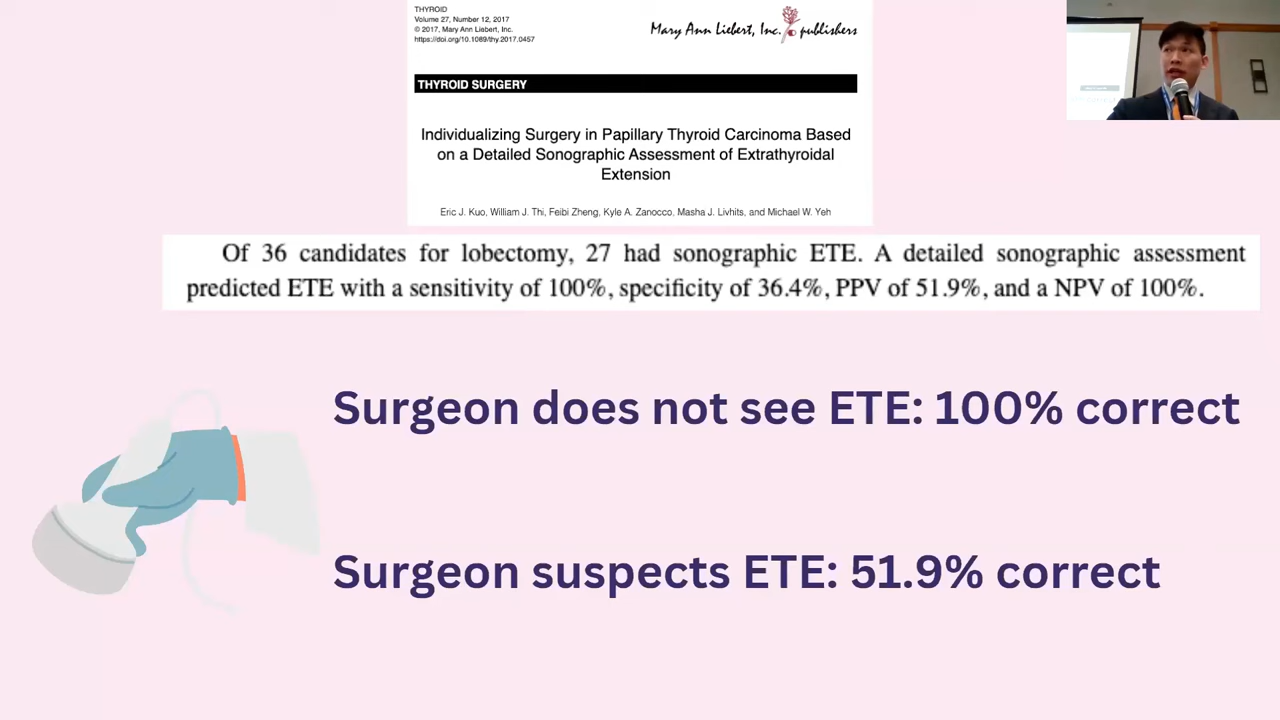 THYROID
Volume 27, Number 12, 2017
© 2017, Mary Ann Liebert, Inc.
https://doi.org/10.1089/thy.2017.0457
Mary Ann Liebert, Inc. publishers
THYROID SURGERY
Individualizing Surgery in Papillary Thyroid Carcinoma Based
on a Detailed Sonographic Assessment of Extrathyroidal
Extension
Eric J. Kuo, William J. Thi, Feibi Zheng, Kyle A. Zanocco, Masha J. Livhits, and Michael W. Yeh
Of 36 candidates for lobectomy, 27 had sonographic ETE. A detailed sonographic assessment
predicted ETE with a sensitivity of 100%, specificity of 36.4%, PPV of 51.9%, and a NPV of 100%.
Surgeon does not see ETE: 100% correct
Surgeon suspects ETE: 51.9% correct